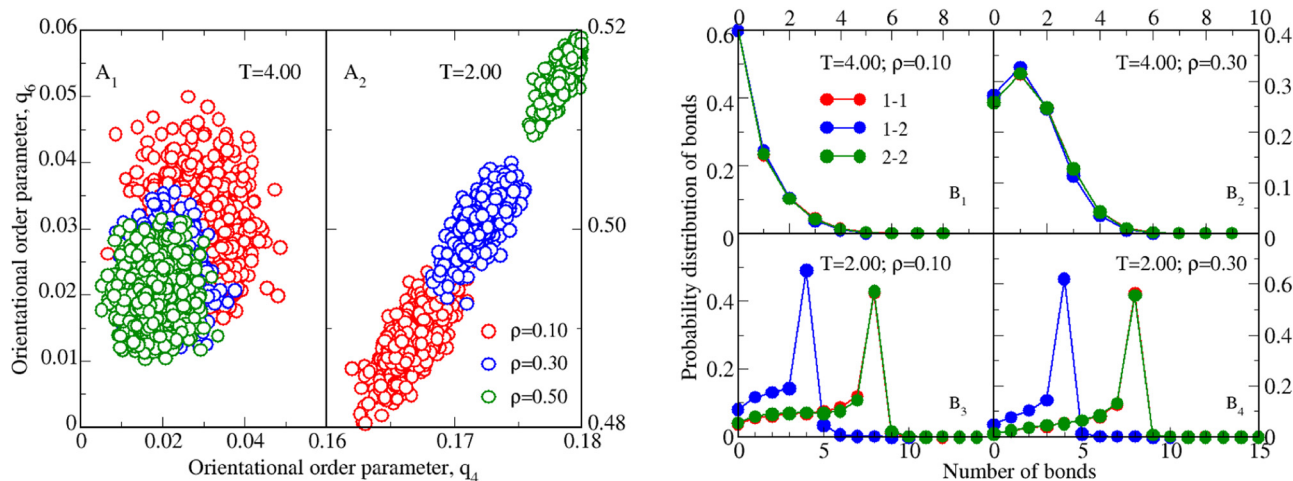 0.06
0.05
0.04
0.03
0.02
0.01
0
Orientational order parameter, q6
A1
T=4.00
A2
T=2.00
0.52
0.50
0.48
ρ=0.10
ρ=0.30
ρ=0.50
0 0.02 0.04 0.16 0.17 0.18
Orientational order parameter, q4
0 2 4 6 8 0 2 4 6 8 10
0.6
0.4
0.2
0
0.4
0.2
0
Probability distribution of bonds
T=4.00; ρ=0.10
1-1
1-2
2-2
B1
T=4.00; ρ=0.30
B2
0.4
0.3
0.2
0.1
0
T=2.00; ρ=0.10
B3
T=2.00; ρ=0.30
B4
0.8
0.6
0.4
0.2
0
0 5 10 5 10 15
Number of bonds